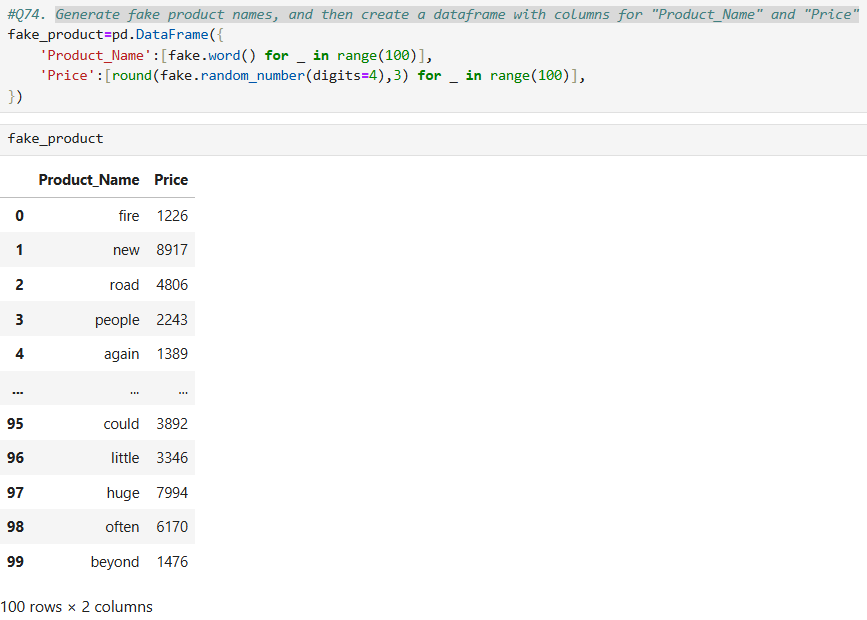 #Q74. Generate fake product names, and then create a dataframe with columns for "Product_Name" and "Price"
fake_product=pd.DataFrame({
    'Product_Name':[fake.word() for _ in range(100)],
    'Price':[round(fake.random_number(digits=4),3) for _ in range(100)],
})
fake_product
Product_Name Price
0 fire 1226
1 new 8917
2 road 4806
3 people 2243
4 again 1389
... ... ...
95 could 3892
96 little 3346
97 huge 7994
98 often 6170
99 beyond 1476
100 rows × 2 columns